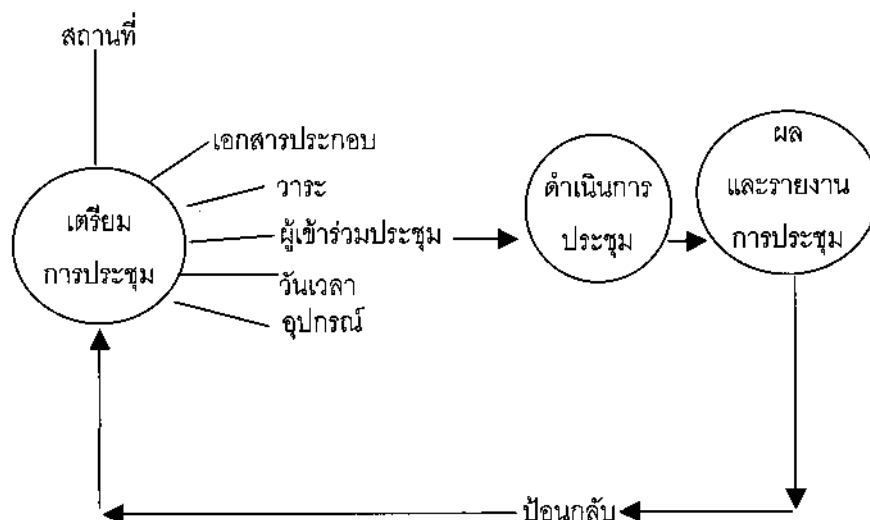 สถานที่
เอกสารประกอบ
วาระ
ผู้เข้าร่วมประชุม
วันเวลา
อุปกรณ์
เตรียม
การประชุม
ดำเนินการ
ประชุม
ผล
และรายงาน
การประชุม
ป้อนกลับ